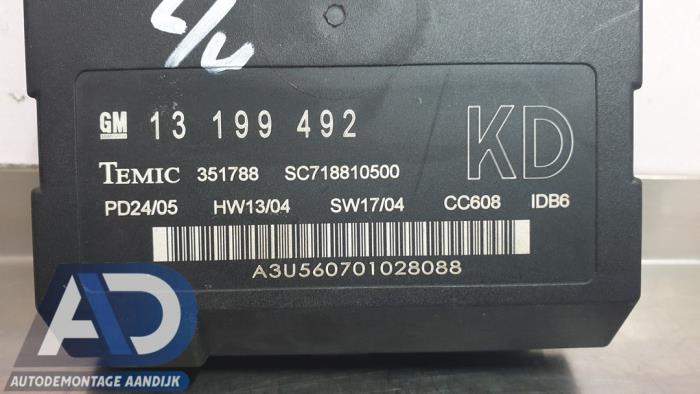 GM 13 199 492 KD
TEMIC 351788 SC718810500
PD24/05 HW13/04 SW17/04 CC608 IDB6
A3U560701028088
AD
AUTODEMONTAGE AANDIJK